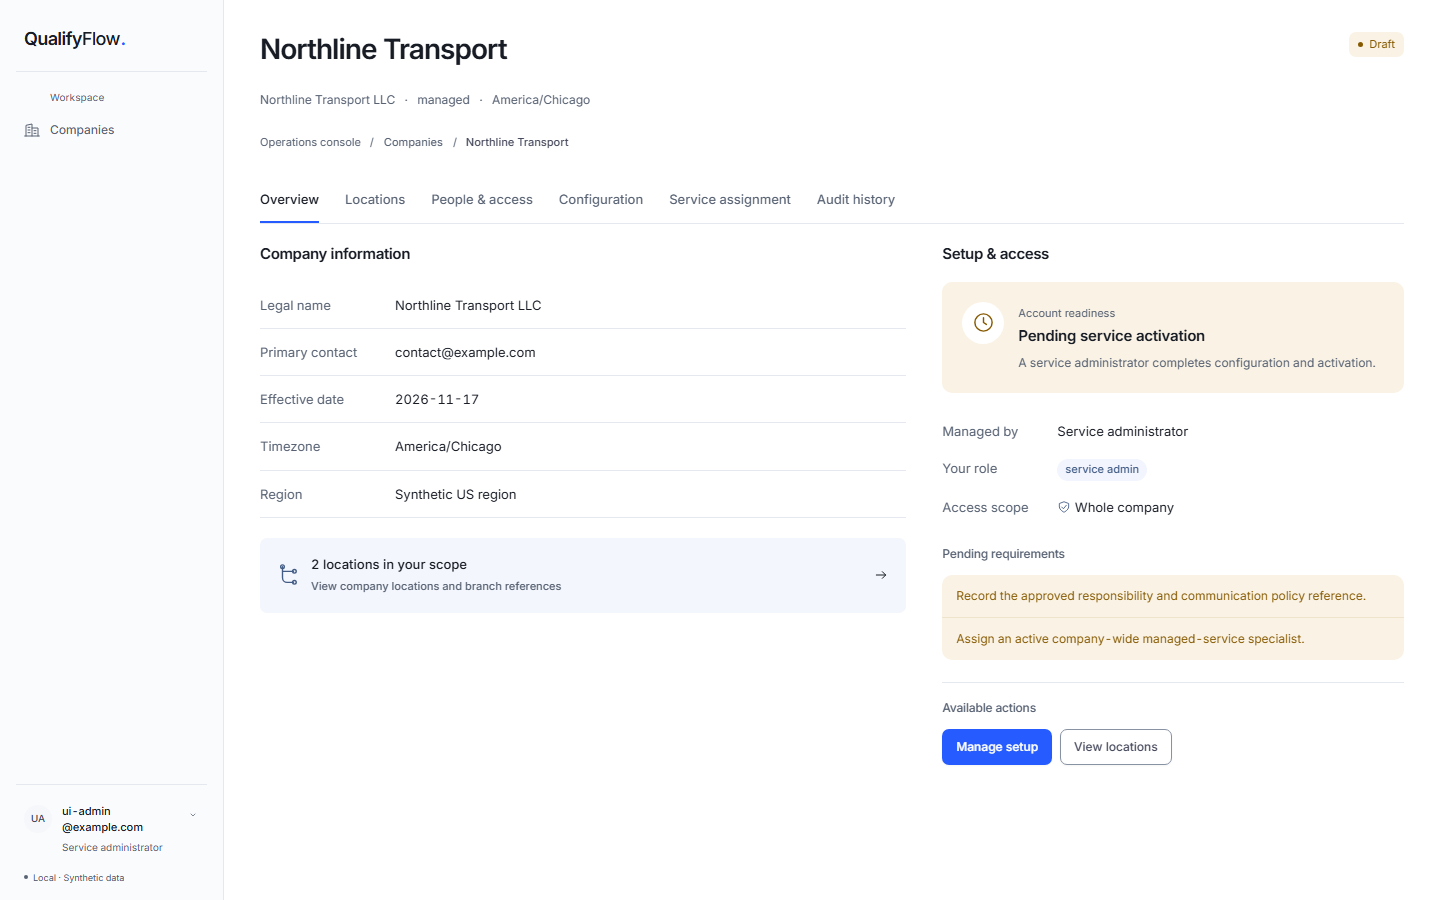 QualifyFlow.
Workspace
Companies
ui-admin
@example.com
UA
Service administrator
Local · Synthetic data
Northline Transport
Draft
Northline Transport LLC · managed · America/Chicago
Operations console / Companies / Northline Transport
Overview Locations People & access Configuration Service assignment Audit history
Company information
Legal name Northline Transport LLC
Primary contact contact@example.com
Effective date 2026-11-17
Timezone America/Chicago
Region Synthetic US region
2 locations in your scope
View company locations and branch references
Setup & access
Account readiness
Pending service activation
A service administrator completes configuration and activation.
Managed by Service administrator
Your role service admin
Access scope Whole company
Pending requirements
Record the approved responsibility and communication policy reference.
Assign an active company-wide managed-service specialist.
Available actions
Manage setup View locations